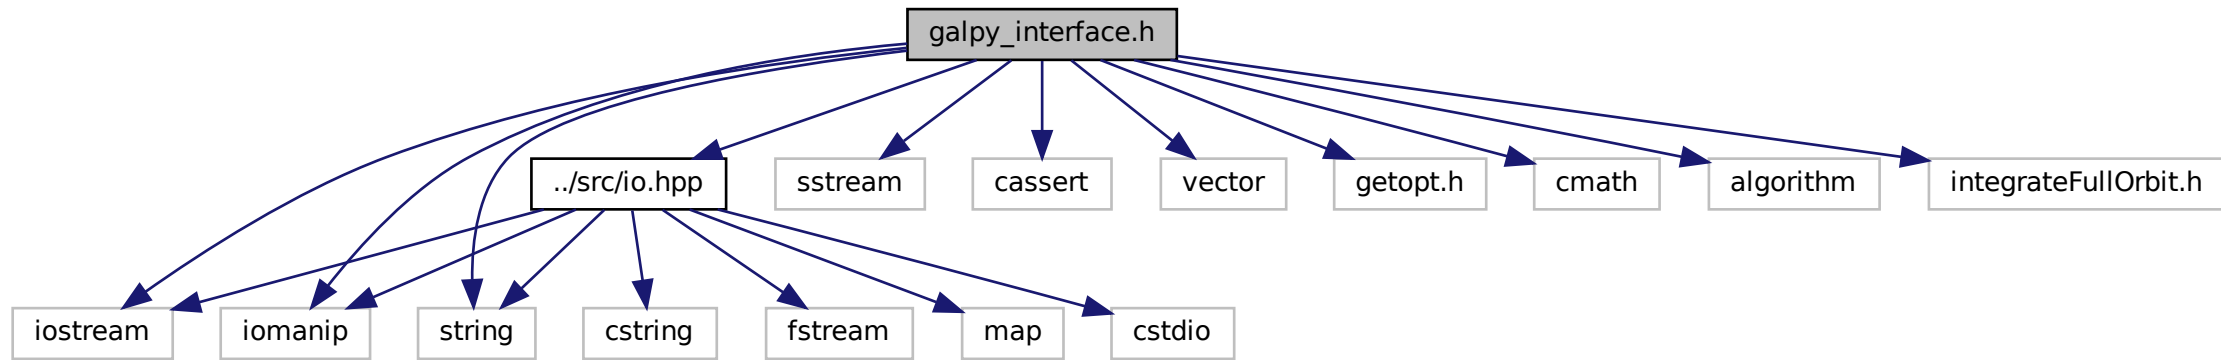 galpy_interface.h
../src/io.hpp
sstream
cassert
vector
getopt.h
cmath
algorithm
integrateFullOrbit.h
iostream
iomanip
string
cstring
fstream
map
cstdio